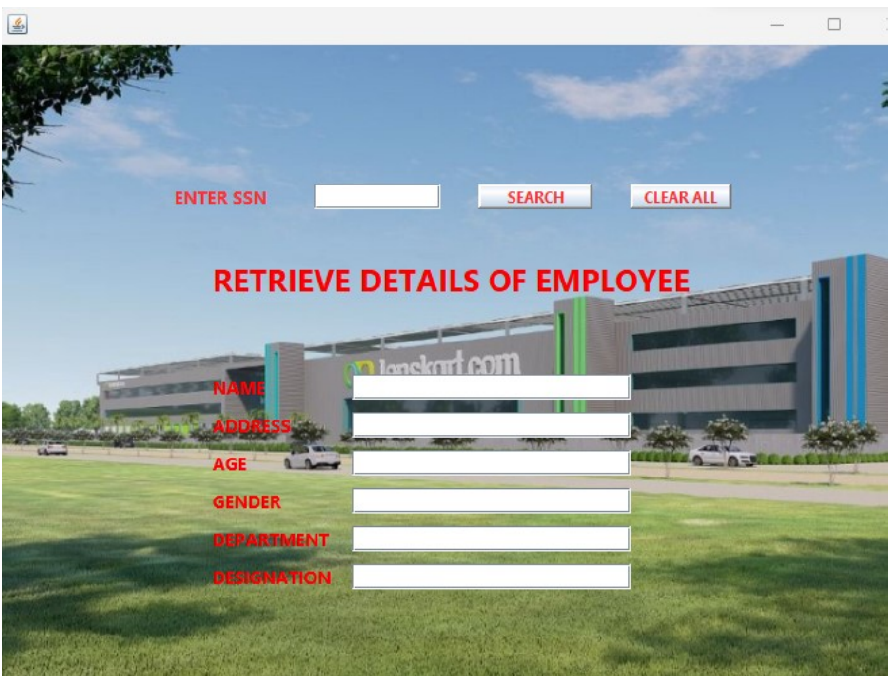 ENTER SSN SEARCH CLEAR ALL
RETRIEVE DETAILS OF EMPLOYEE
lenskart.com
NAME
ADDRESS
AGE
GENDER
DEPARTMENT
DESIGNATION